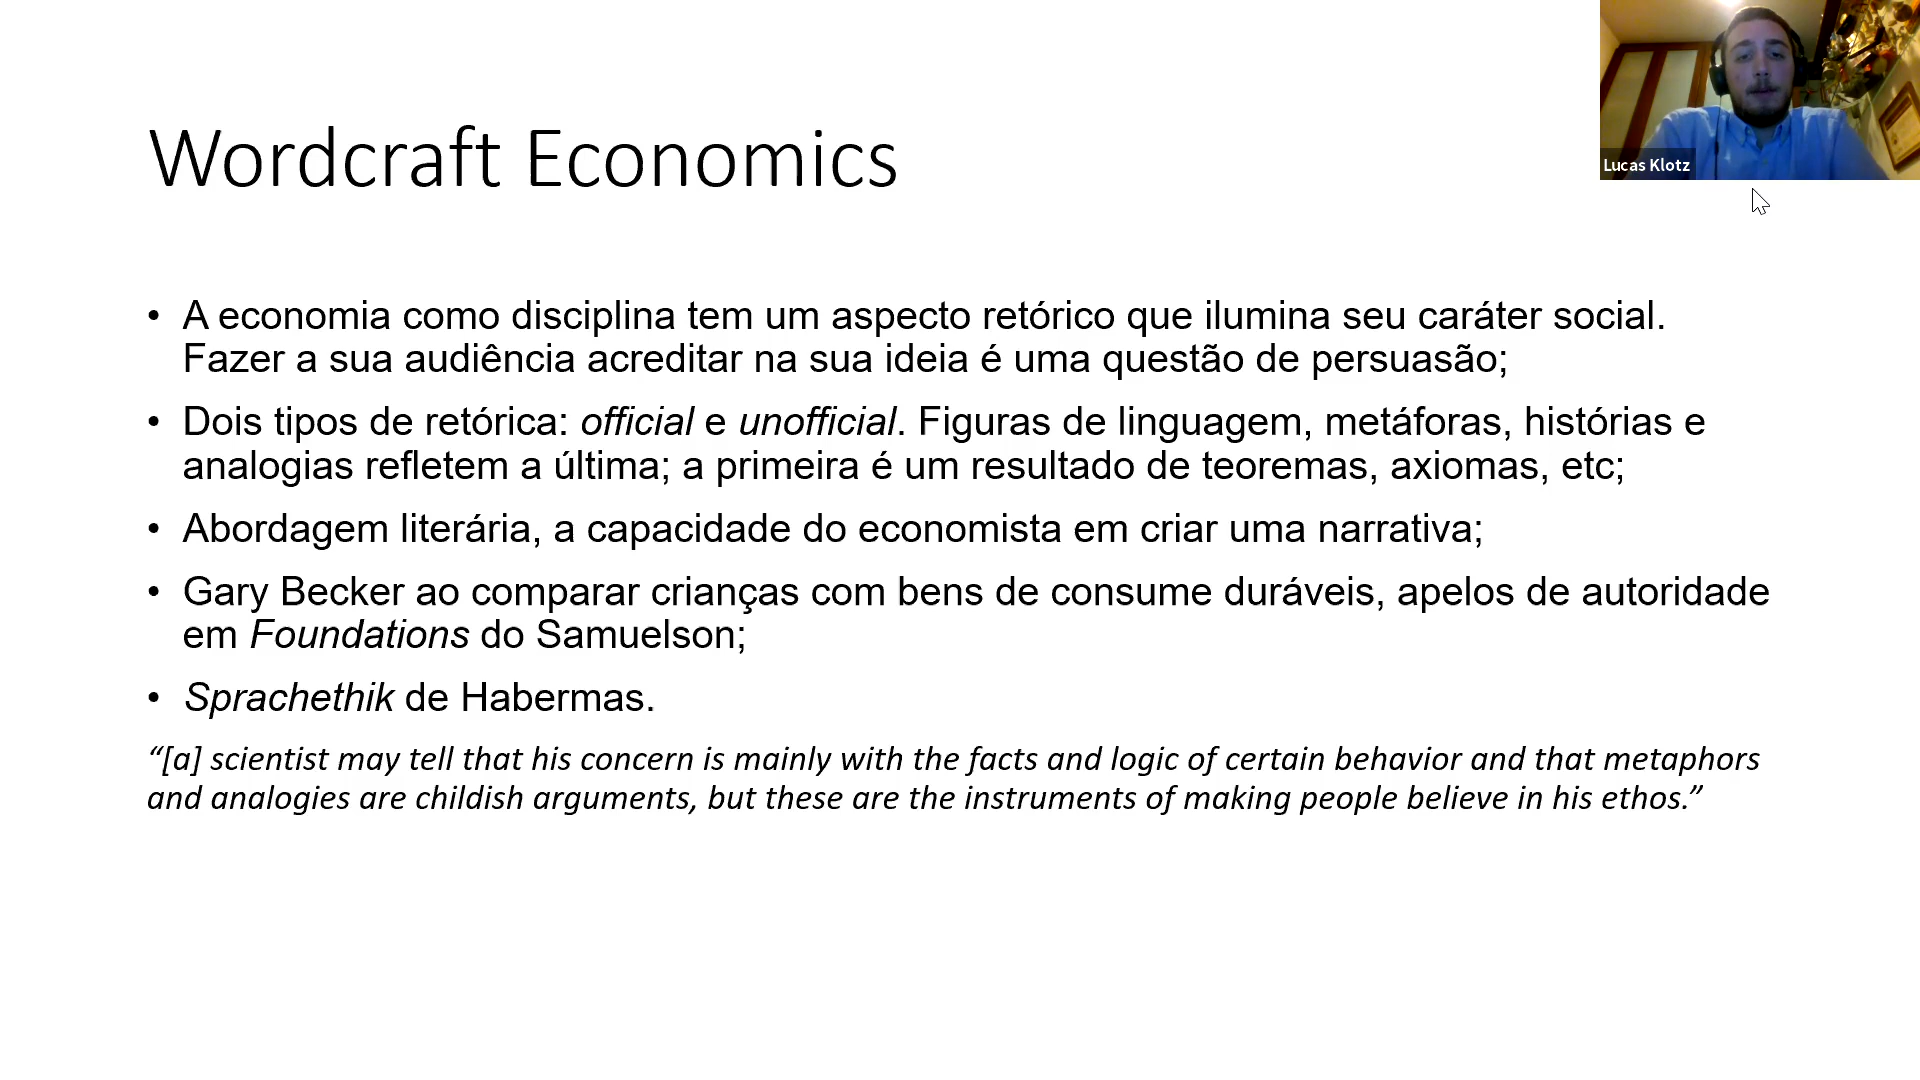 Lucas Klotz
Wordcraft Economics
• A economia como disciplina tem um aspecto retórico que ilumina seu caráter social.
Fazer a sua audiência acreditar na sua ideia é uma questão de persuasão;
• Dois tipos de retórica: official e unofficial. Figuras de linguagem, metáforas, histórias e
analogias refletem a última; a primeira é um resultado de teoremas, axiomas, etc;
• Abordagem literária, a capacidade do economista em criar uma narrativa;
• Gary Becker ao comparar crianças com bens de consume duráveis, apelos de autoridade
em Foundations do Samuelson;
• Sprachethik de Habermas.
“[a] scientist may tell that his concern is mainly with the facts and logic of certain behavior and that metaphors
and analogies are childish arguments, but these are the instruments of making people believe in his ethos.”